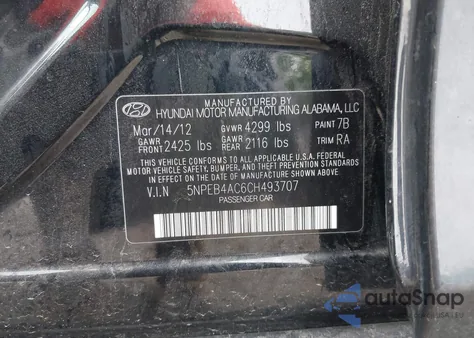 MANUFACTURED BY
HYUNDAI MOTOR MANUFACTURING ALABAMA, LLC
Mar/14/12 GVWR 4299 lbs PAINT 7B
GAWR FRONT 2425 lbs GAWR REAR 2116 lbs TRIM RA
THIS VEHICLE CONFORMS TO ALL APPLICABLE FEDERAL
MOTOR VEHICLE SAFETY, BUMPER, AND THEFT PREVENTION
STANDARDS IN EFFECT ON THE DATE OF MANUFACTURE
SHOWN ABOVE.
V.I.N 5NPEB4AC6CH493707
PASSENGER CAR
autoSnap